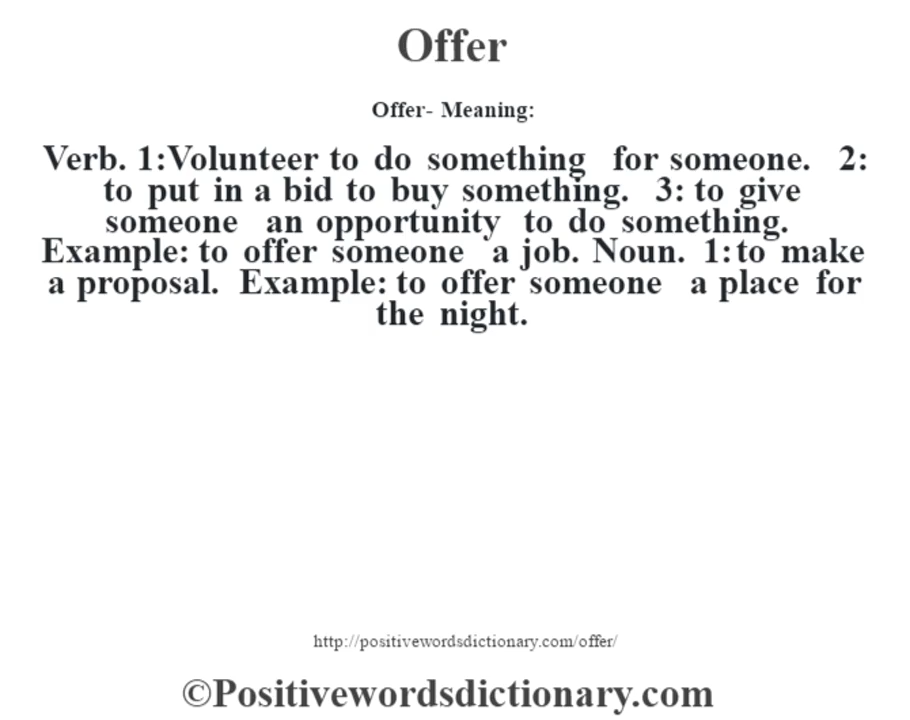 Offer
Offer- Meaning:
Verb. 1:Volunteer to do something for someone. 2:
to put in a bid to buy something. 3: to give
someone an opportunity to do something.
Example: to offer someone a job. Noun. 1:to make
a proposal. Example: to offer someone a place for
the night.
http://positivewordsdictionary.com/offer/
©Positivewordsdictionary.com